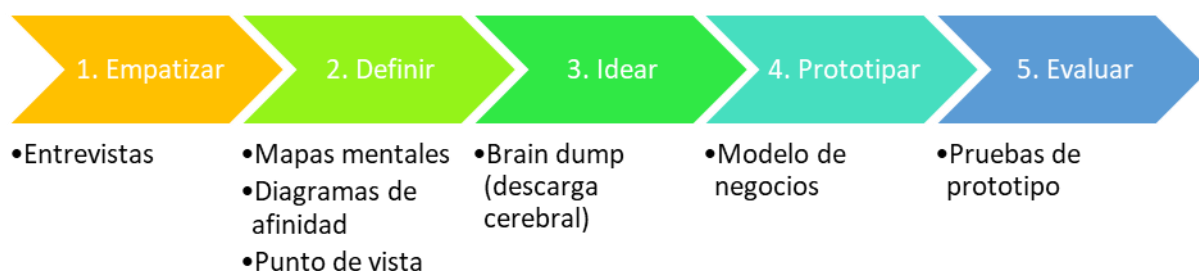 1. Empatizar
2. Definir
3. Idear
4. Prototipar
5. Evaluar
•Entrevistas
•Mapas mentales
•Diagramas de
afinidad
•Punto de vista
•Brain dump
(descarga
cerebral)
•Modelo de
negocios
•Pruebas de
prototipo